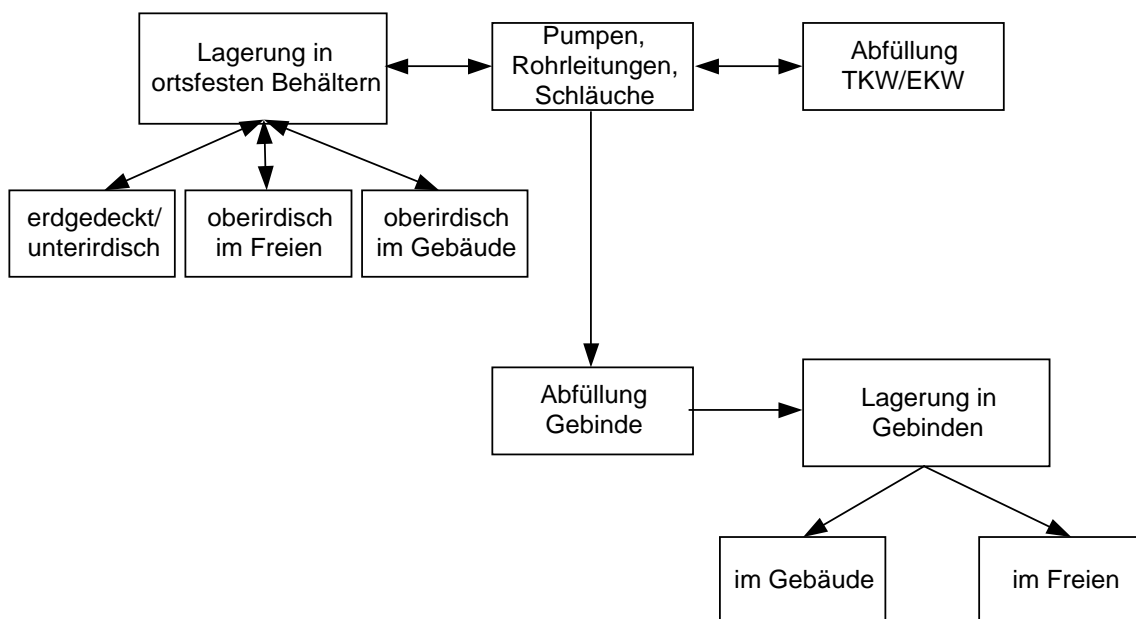 Lagerung in
ortsfesten Behältern
Pumpen,
Rohrleitungen,
Schläuche
Abfüllung
TKW/EKW
erdgedeckt/
unterirdisch
oberirdisch
im Freien
oberirdisch
im Gebäude
Abfüllung
Gebinde
Lagerung in
Gebinden
im Gebäude
im Freien